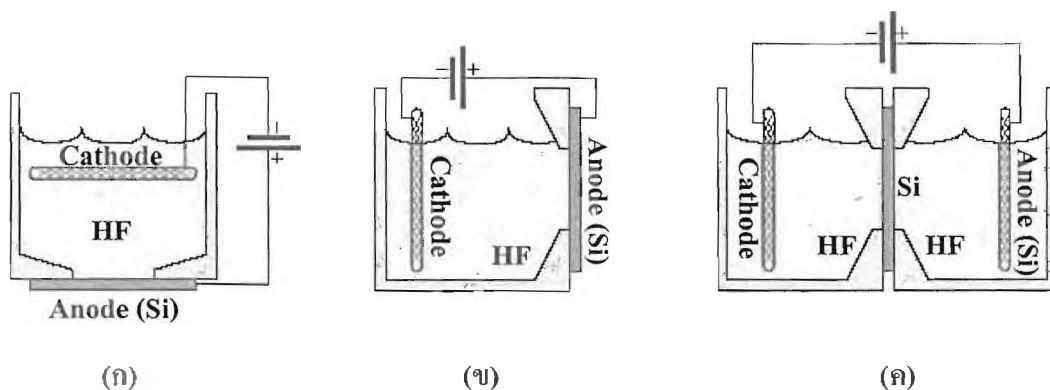 − +
Cathode
HF
− +
Anode (Si)
− +
Cathode
HF
Anode (Si)
− +
Cathode
HF
Si
HF
Anode (Si)
(ก)
(ข)
(ค)